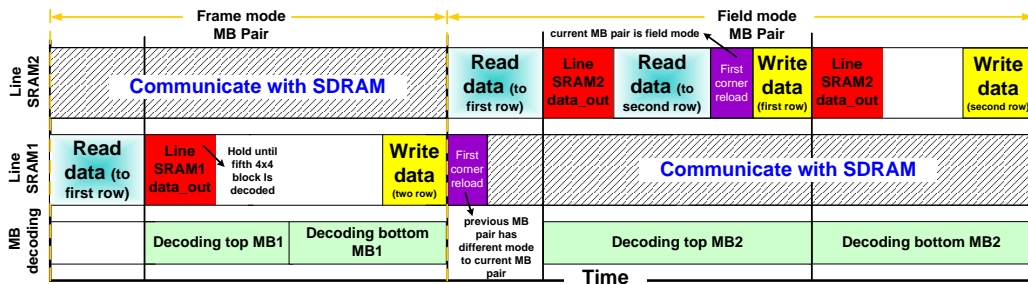 Frame mode
MB Pair
Field mode
MB Pair
current MB pair is field mode
Line
SRAM2
Communicate with SDRAM
Read
data (to
first row)
Line
SRAM2
data_out
Read
data (to
second row)
First
corner
reload
Write
data
(first row)
Line
SRAM2
data_out
Write
data
(second row)
Line
SRAM1
Read
data (to
first row)
Line
SRAM1
data_out
Hold until
fifth 4x4
block Is
decoded
Write
data
(two row)
First
corner
reload
Communicate with SDRAM
MB
decoding
Decoding top MB1
Decoding bottom
MB1
previous MB
pair has
different mode
to current MB
pair
Decoding top MB2
Decoding bottom MB2
Time